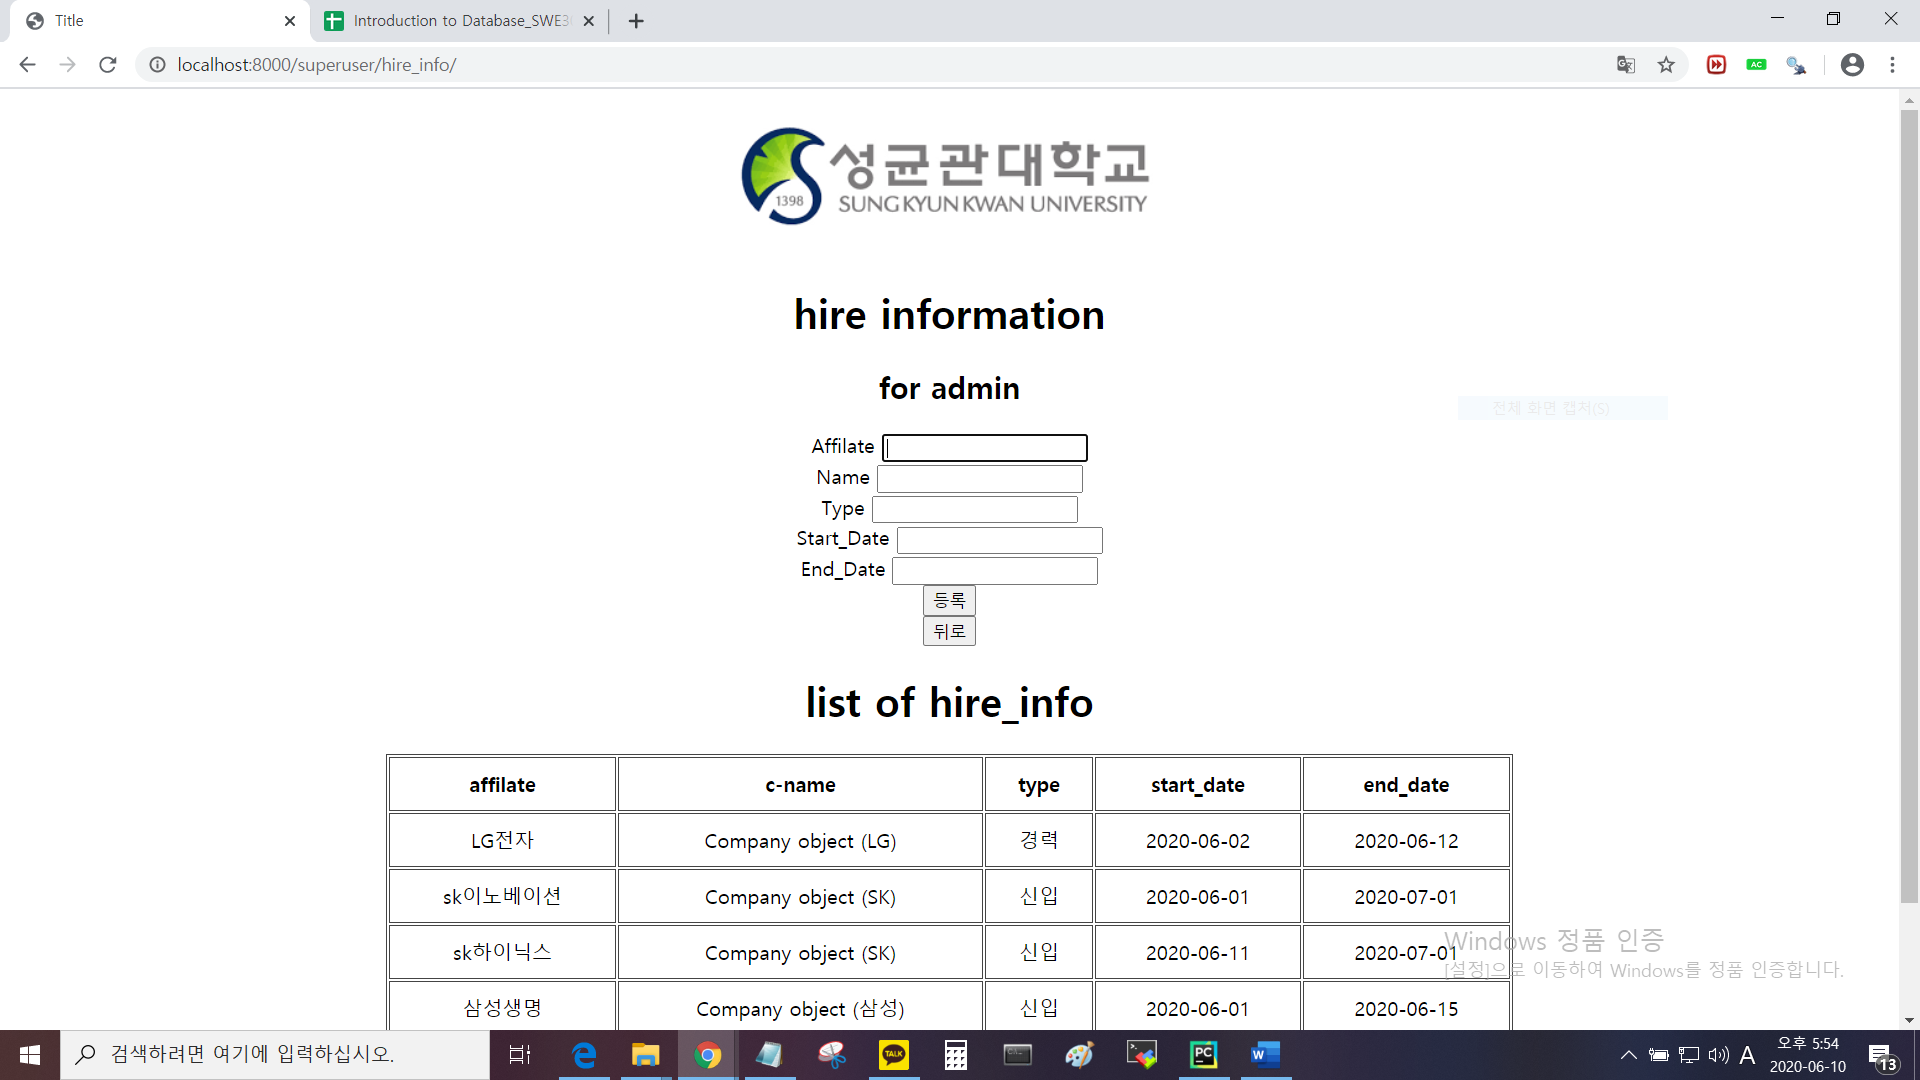 Title
Introduction to Database_SWE3
localhost:8000/superuser/hire_info/
AC
성균관대학교
1398
SUNG KYUN KWAN UNIVERSITY
hire information
for admin
전체 화면 캡처(S)
Affilate
Name
Type
Start_Date
End_Date
등록
뒤로
list of hire_info
affilate c-name type start_date end_date
LG전자 Company object (LG) 경력 2020-06-02 2020-06-12
sk이노베이션 Company object (SK) 신입 2020-06-01 2020-07-01
sk하이닉스 Company object (SK) 신입 2020-06-11 2020-07-01
삼성생명 Company object (삼성) 신입 2020-06-01 2020-06-15
Windows 정품 인증
[설정]으로 이동하여 Windows를 정품 인증합니다.
검색하려면 여기에 입력하십시오.
TALK
PC
W
A
오후 5:54
2020-06-10
13